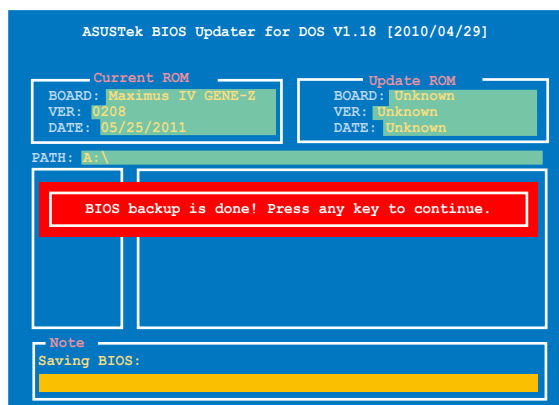 ASUSTek BIOS Updater for DOS V1.18 [2010/04/29]
Current ROM
BOARD: Maximus IV GENE-Z
VER: 0208
DATE: 05/25/2011
Update ROM
BOARD: Unknown
VER: Unknown
DATE: Unknown
PATH: A:\
BIOS backup is done! Press any key to continue.
Note
Saving BIOS: